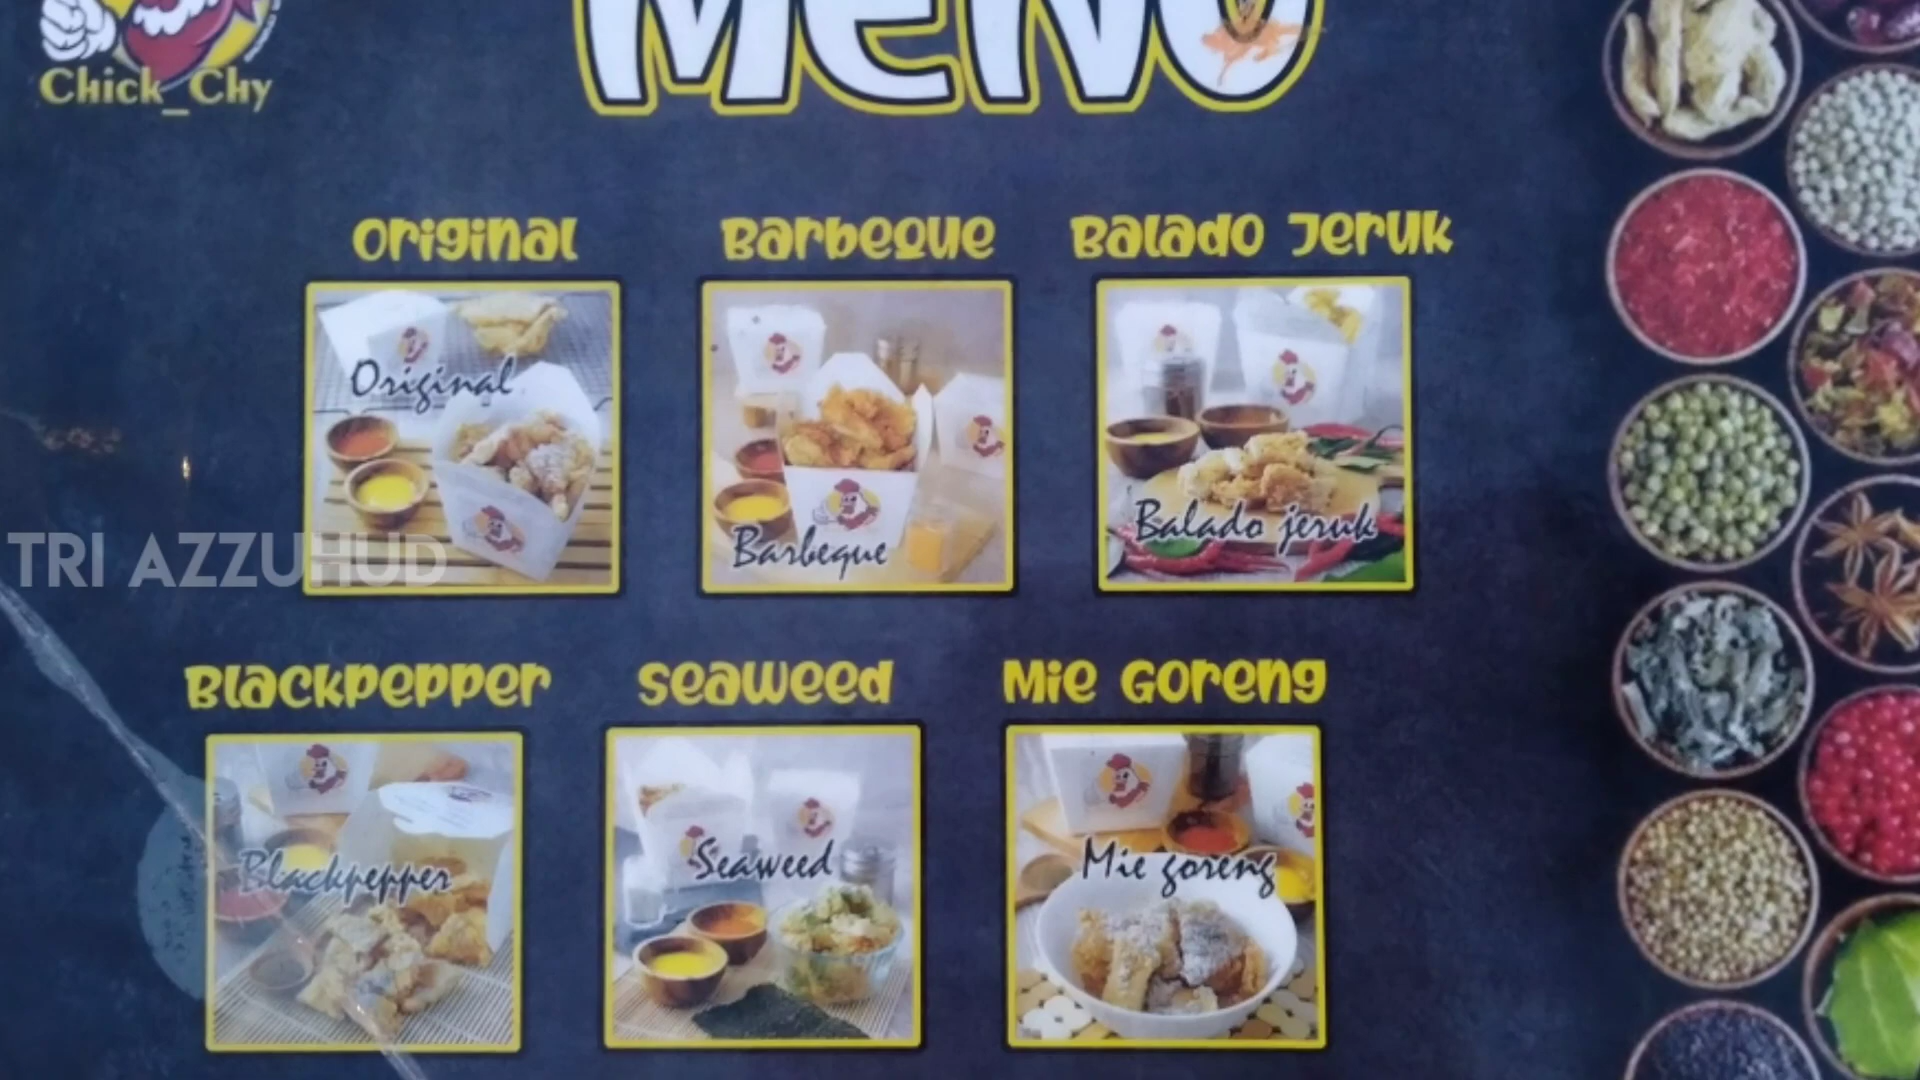 MENU
Chick_Chy
Original
Barbeque
Balado Jeruk
Original
Barbeque
Balado jeruk
TRI AZZUHUD
Blackpepper
Seaweed
Mie Goreng
Blackpepper
Seaweed
Mie goreng